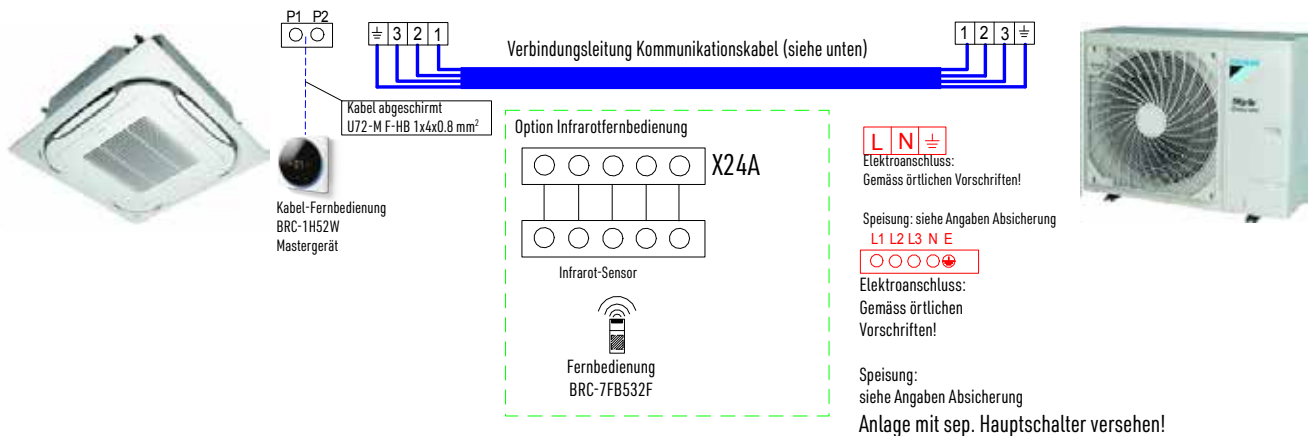 P1 P2
3 2 1
Verbindungsleitung Kommunikationskabel (siehe unten)
1 2 3
Kabel abgeschirmt
U72-M F-HB 1x4x0.8 mm²
Kabel-Fernbedienung
BRC-1H52W
Mastergerät
Option Infrarotfernbedienung
X24A
Infrarot-Sensor
Fernbedienung
BRC-7FB532F
L N
Elektroanschluss:
Gemäss örtlichen Vorschriften!
Speisung: siehe Angaben Absicherung
L1 L2 L3 N E
Elektroanschluss:
Gemäss örtlichen
Vorschriften!
Speisung:
siehe Angaben Absicherung
Anlage mit sep. Hauptschalter versehen!